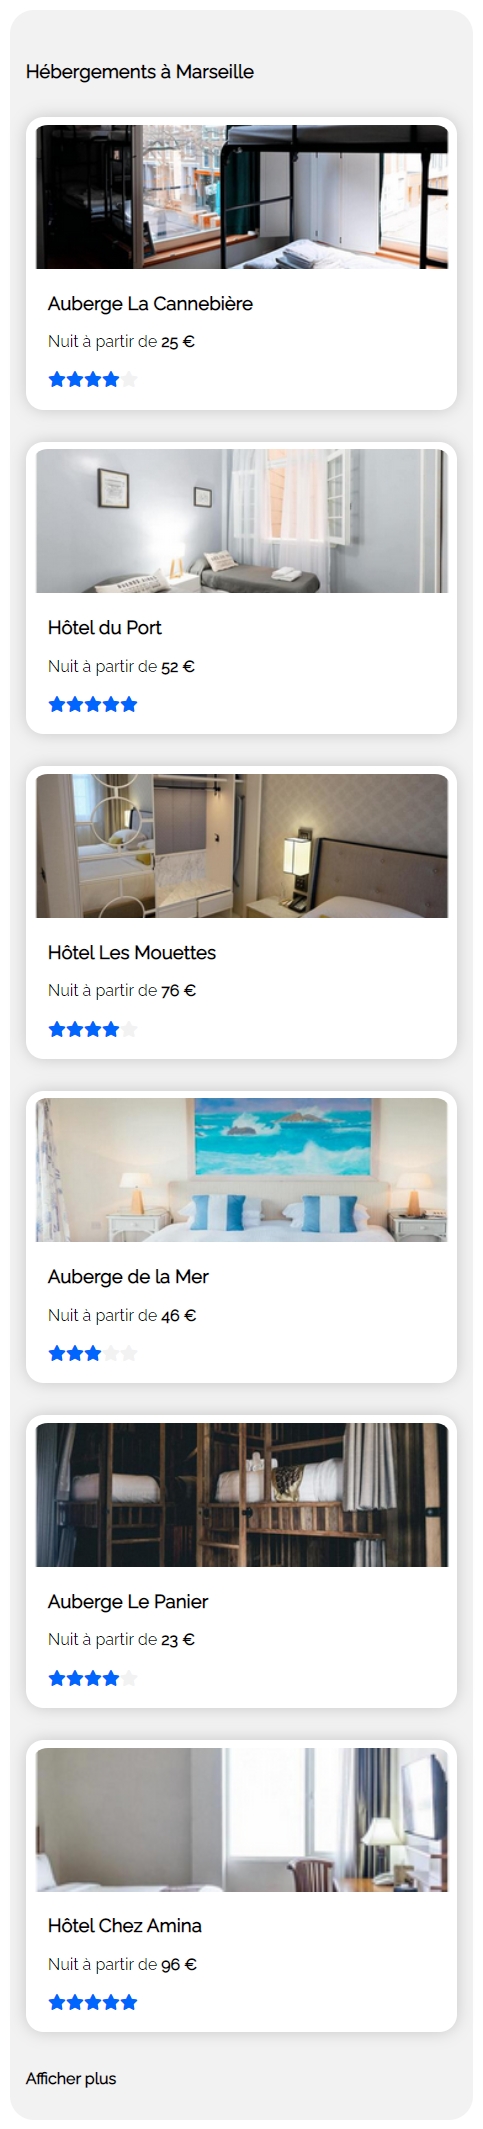 Hébergements à Marseille
Auberge La Cannebière
Nuit à partir de 25 €
Hôtel du Port
Nuit à partir de 52 €
Hôtel Les Mouettes
Nuit à partir de 76 €
Auberge de la Mer
Nuit à partir de 46 €
Auberge Le Panier
Nuit à partir de 23 €
Hôtel Chez Amina
Nuit à partir de 96 €
Afficher plus